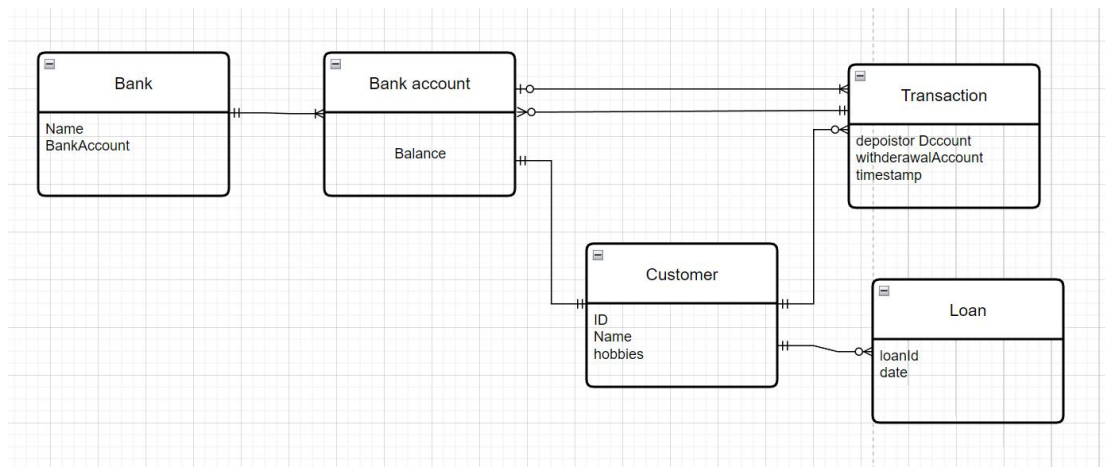 Bank
Name
BankAccount
Bank account
Balance
Transaction
depoistor Dccount
withderawalAccount
timestamp
Customer
ID
Name
hobbies
Loan
loanId
date